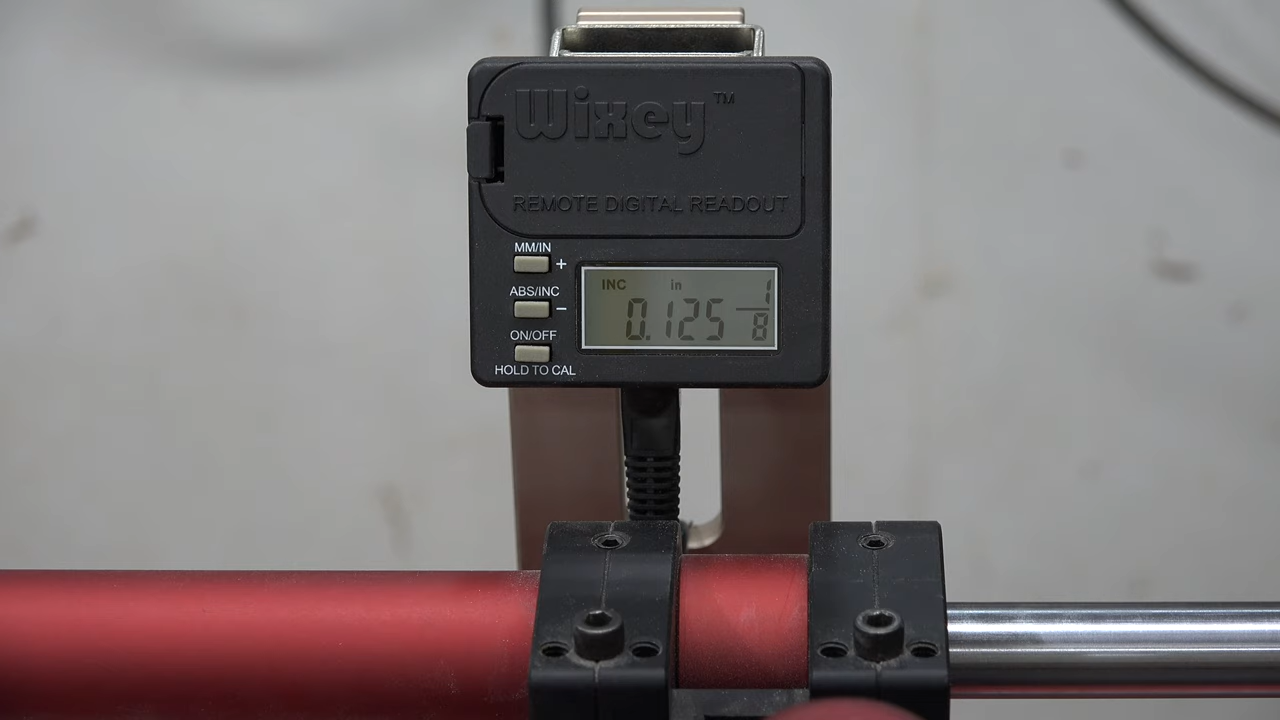 Wixey™
REMOTE DIGITAL READOUT
MM/IN
+
ABS/INC
−
ON/OFF
HOLD TO CAL
INC in
0.125 1/8